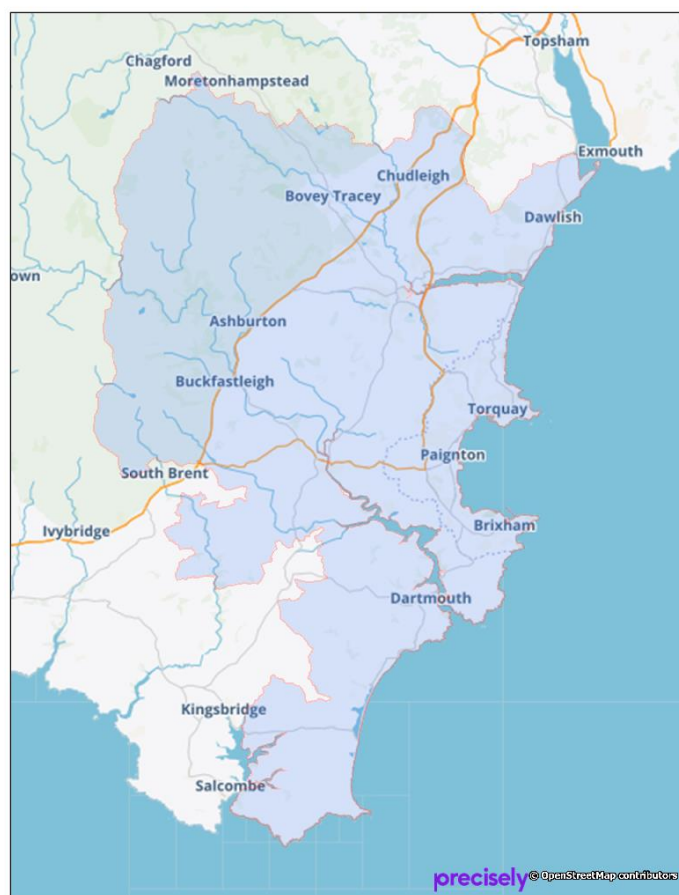 Topsham
Chagford
Moretonhampstead
Exmouth
Chudleigh
Bovey Tracey
Dawlish
own
Ashburton
Buckfastleigh
Torquay
Paignton
South Brent
Brixham
Ivybridge
Dartmouth
Kingsbridge
Salcombe
precisely © OpenStreetMap contributors